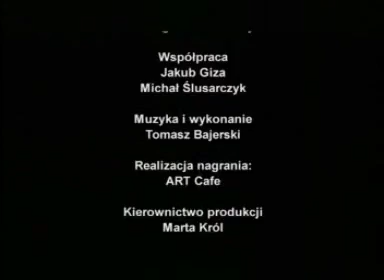 Współpraca
Jakub Giza
Michał Ślusarczyk
Muzyka i wykonanie
Tomasz Bajerski
Realizacja nagrania:
ART Cafe
Kierownictwo produkcji
Marta Król